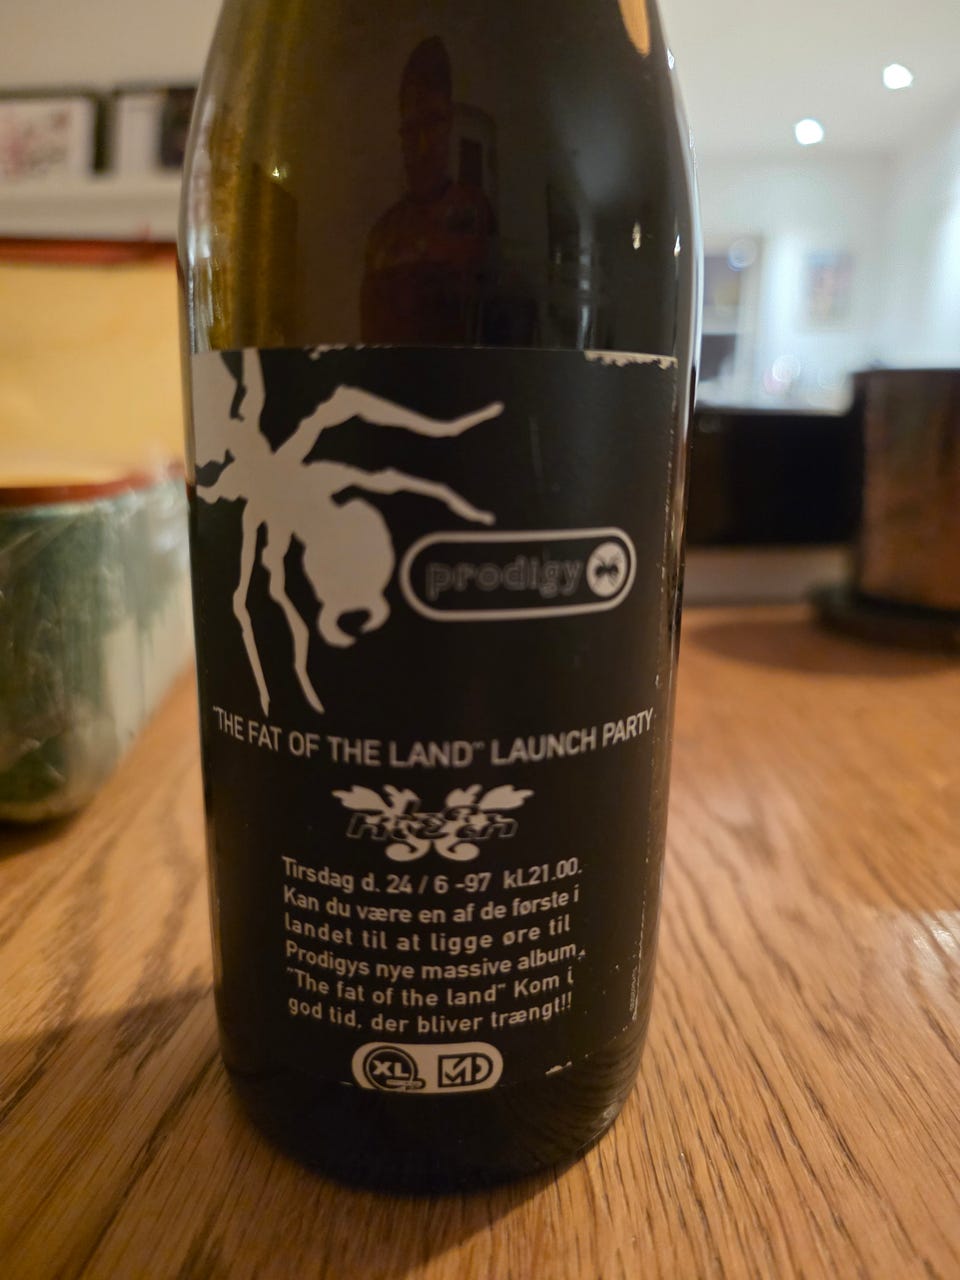 prodigy
"THE FAT OF THE LAND" LAUNCH PARTY
Tirsdag d. 24 / 6 -97 kl.21.00.
Kan du være en af de første i
landet til at ligge øre til
Prodigys nye massive album,
"The fat of the land" Kom i
god tid, der bliver trængt!!
XL